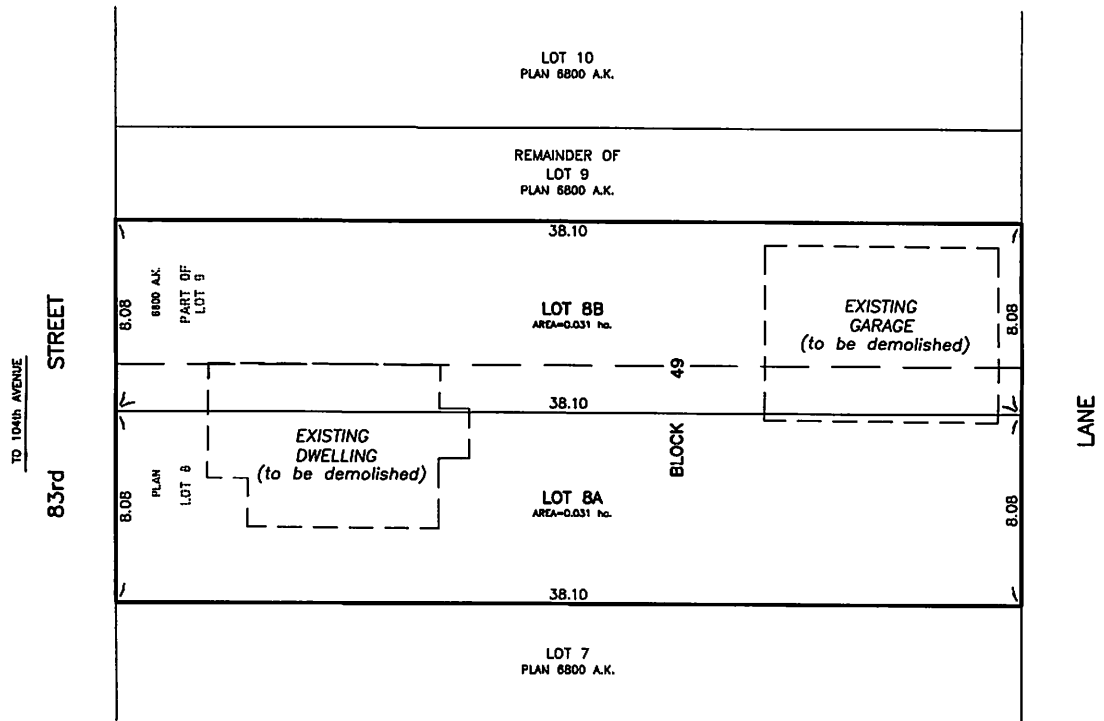 LOT 10
PLAN 6800 A.K.
REMAINDER OF
LOT 9
PLAN 6800 A.K.
38.10
8.08
6800 A.K.
PART OF
LOT 9
LOT 8B
AREA=0.031 ha.
EXISTING
GARAGE
(to be demolished)
8.08
TO 104th AVENUE
83rd STREET
LANE
BLOCK 49
38.10
8.08
PLAN
LOT 8
EXISTING
DWELLING
(to be demolished)
LOT 8A
AREA=0.031 ha.
8.08
38.10
LOT 7
PLAN 6800 A.K.